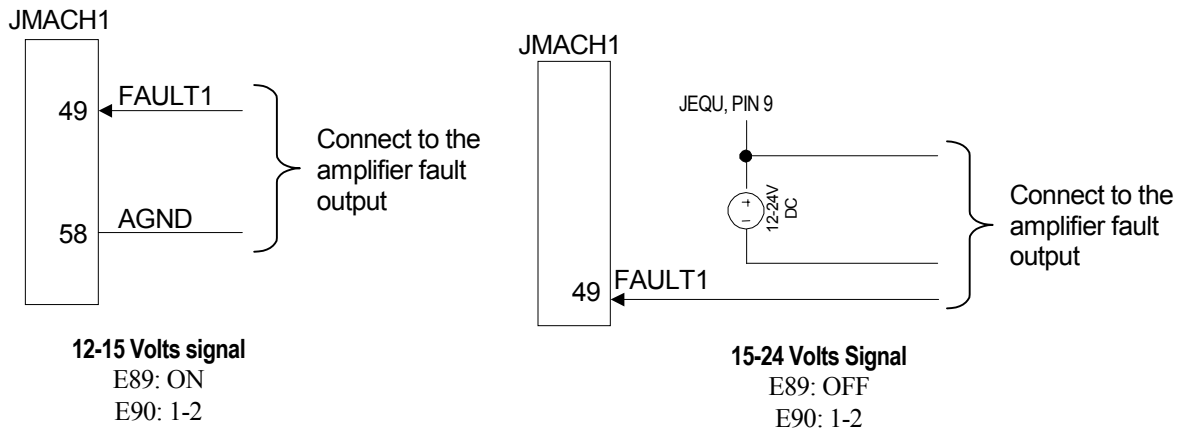 JMACH1
49
FAULT1
58
AGND
Connect to the
amplifier fault
output
12-15 Volts signal
E89: ON
E90: 1-2
JMACH1
JEQU, PIN 9
+
12-24V
DC
49
FAULT1
Connect to the
amplifier fault
output
15-24 Volts Signal
E89: OFF
E90: 1-2